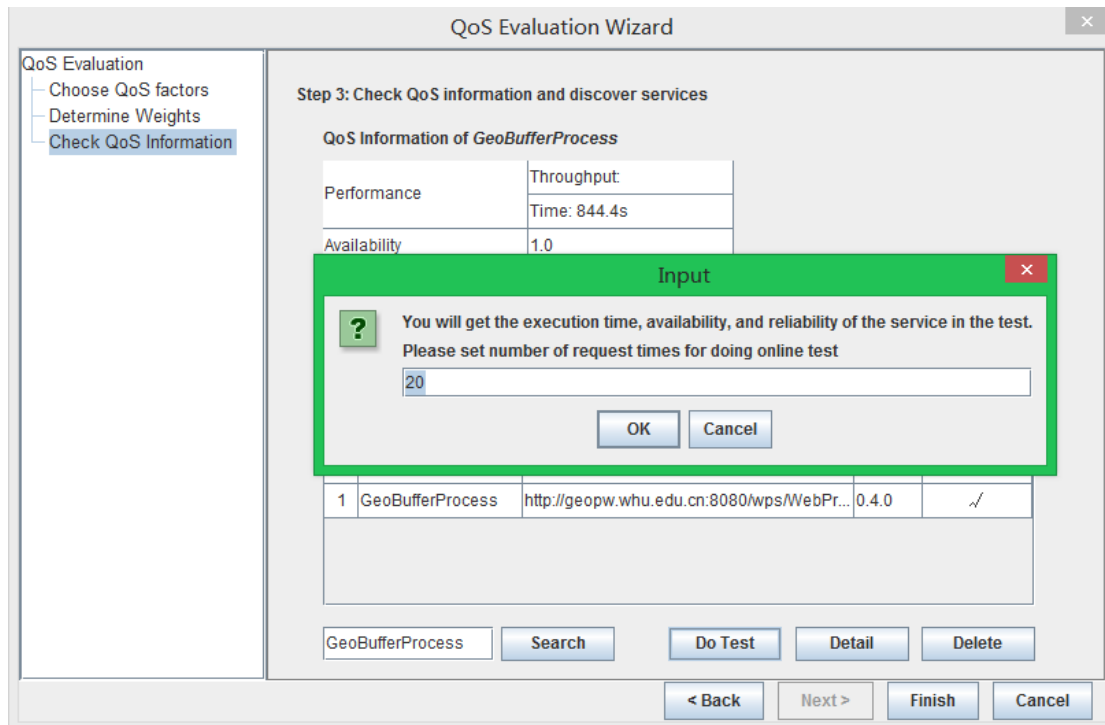 QoS Evaluation Wizard
QoS Evaluation
Choose QoS factors
Determine Weights
Check QoS Information
Step 3: Check QoS information and discover services
QoS Information of GeoBufferProcess
Performance
Throughput:
Time: 844.4s
Availability 1.0
Input
?
You will get the execution time, availability, and reliability of the service in the test.
Please set number of request times for doing online test
20
OK Cancel
1 GeoBufferProcess http://geopw.whu.edu.cn:8080/wps/WebPr... 0.4.0
GeoBufferProcess Search Do Test Detail Delete
< Back Next > Finish Cancel